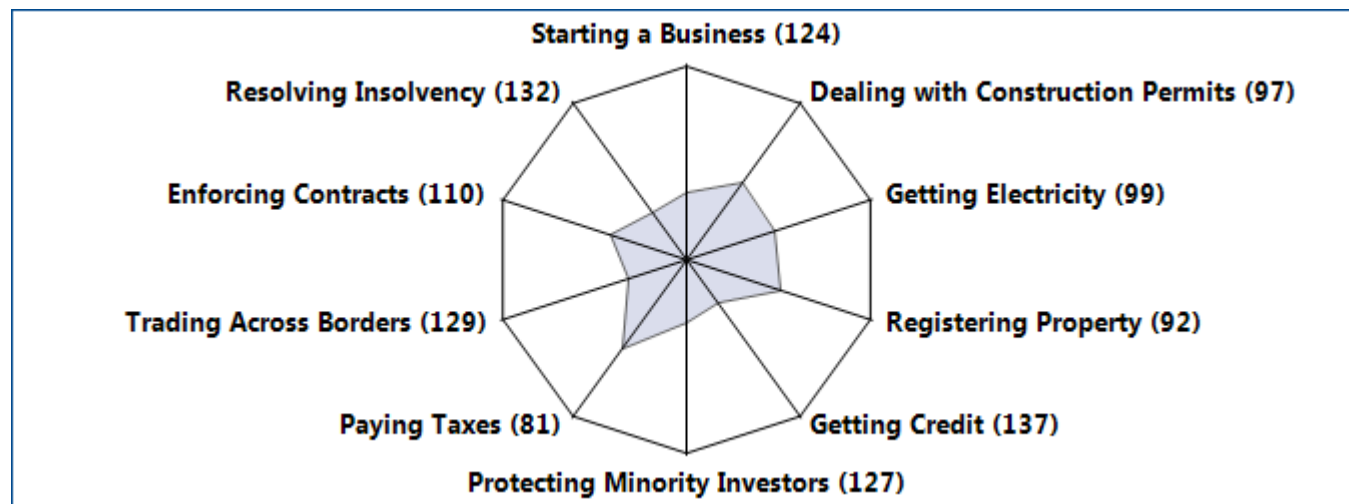 Starting a Business (124)
Resolving Insolvency (132)
Dealing with Construction Permits (97)
Enforcing Contracts (110)
Getting Electricity (99)
Trading Across Borders (129)
Registering Property (92)
Paying Taxes (81)
Getting Credit (137)
Protecting Minority Investors (127)